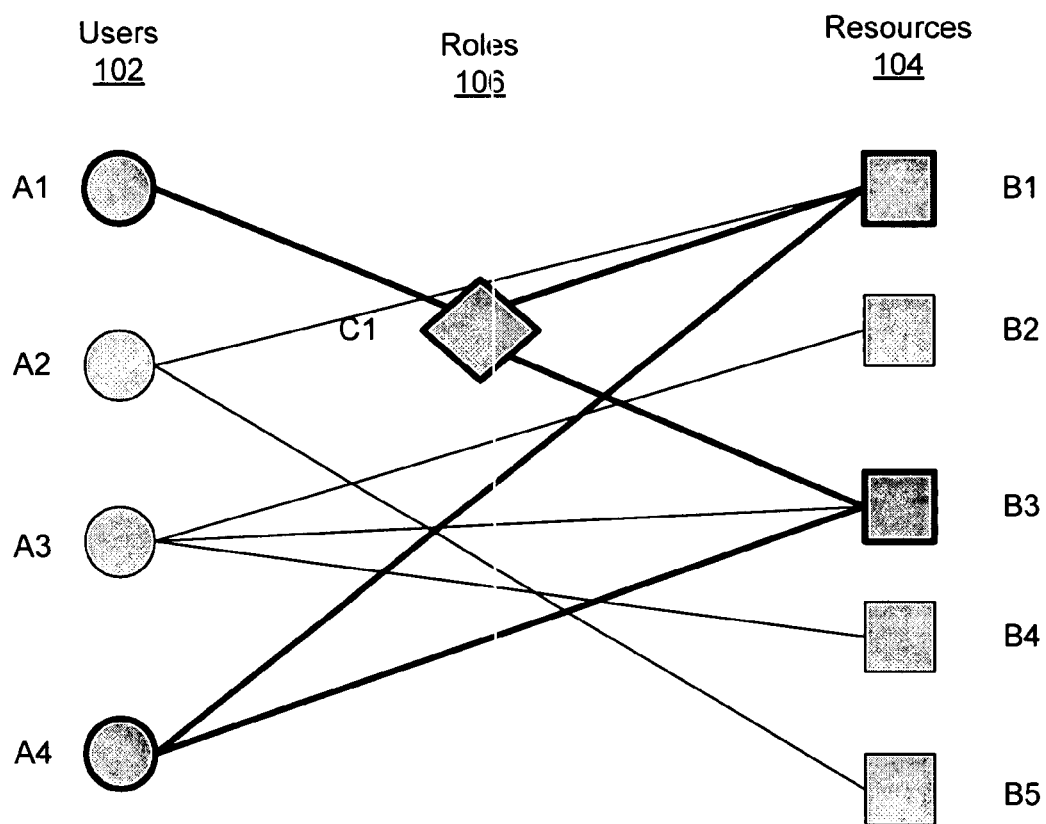 Users
102
Roles
106
Resources
104
A1
B1
C1
B2
A2
B3
A3
B4
A4
B5